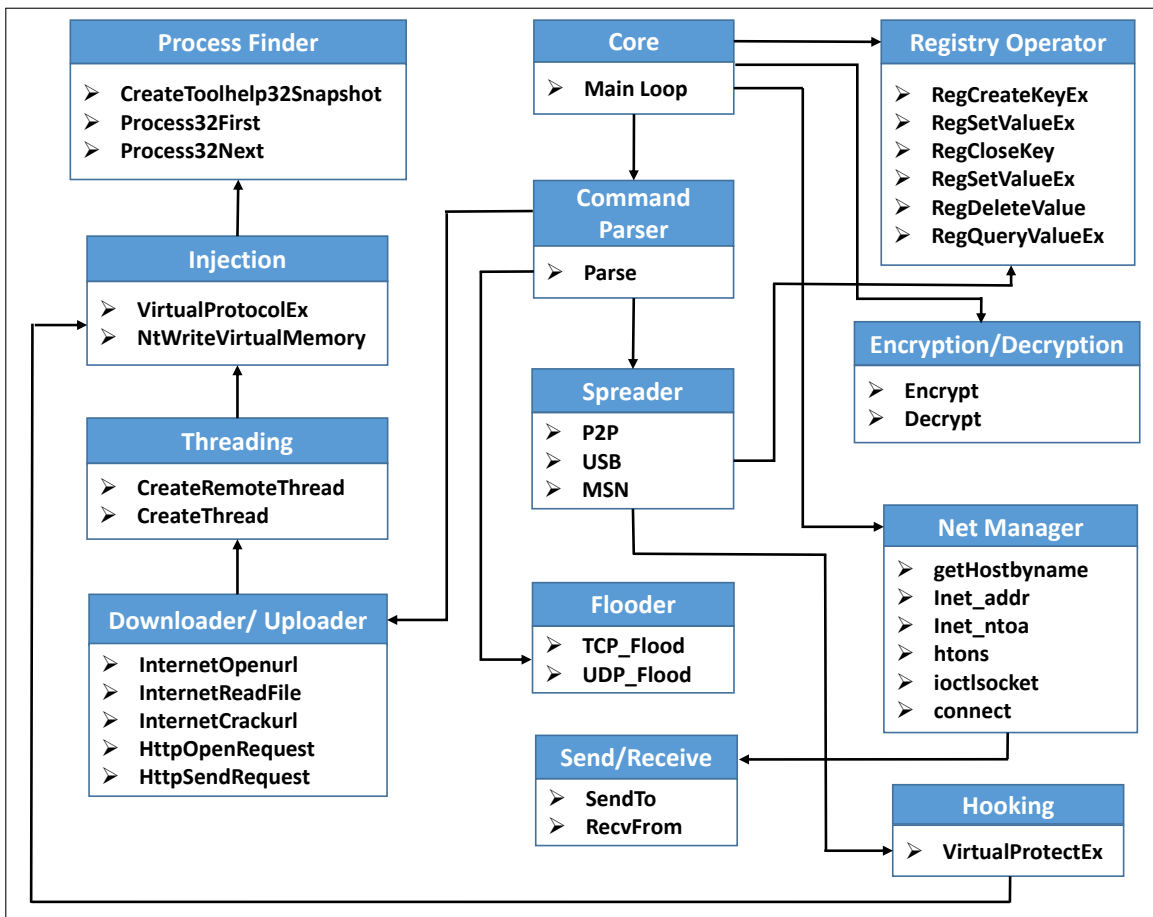 Process Finder
CreateToolhelp32Snapshot
Process32First
Process32Next
Core
Main Loop
Registry Operator
RegCreateKeyEx
RegSetValueEx
RegCloseKey
RegSetValueEx
RegDeleteValue
RegQueryValueEx
Command
Parser
Parse
Injection
VirtualProtocolEx
NtWriteVirtualMemory
Encryption/Decryption
Encrypt
Decrypt
Spreader
P2P
USB
MSN
Threading
CreateRemoteThread
CreateThread
Net Manager
getHostbyname
Inet_addr
Inet_ntoa
htons
ioctlsocket
connect
Downloader/ Uploader
InternetOpenurl
InternetReadFile
InternetCrackurl
HttpOpenRequest
HttpSendRequest
Flooder
TCP_Flood
UDP_Flood
Send/Receive
SendTo
RecvFrom
Hooking
VirtualProtectEx